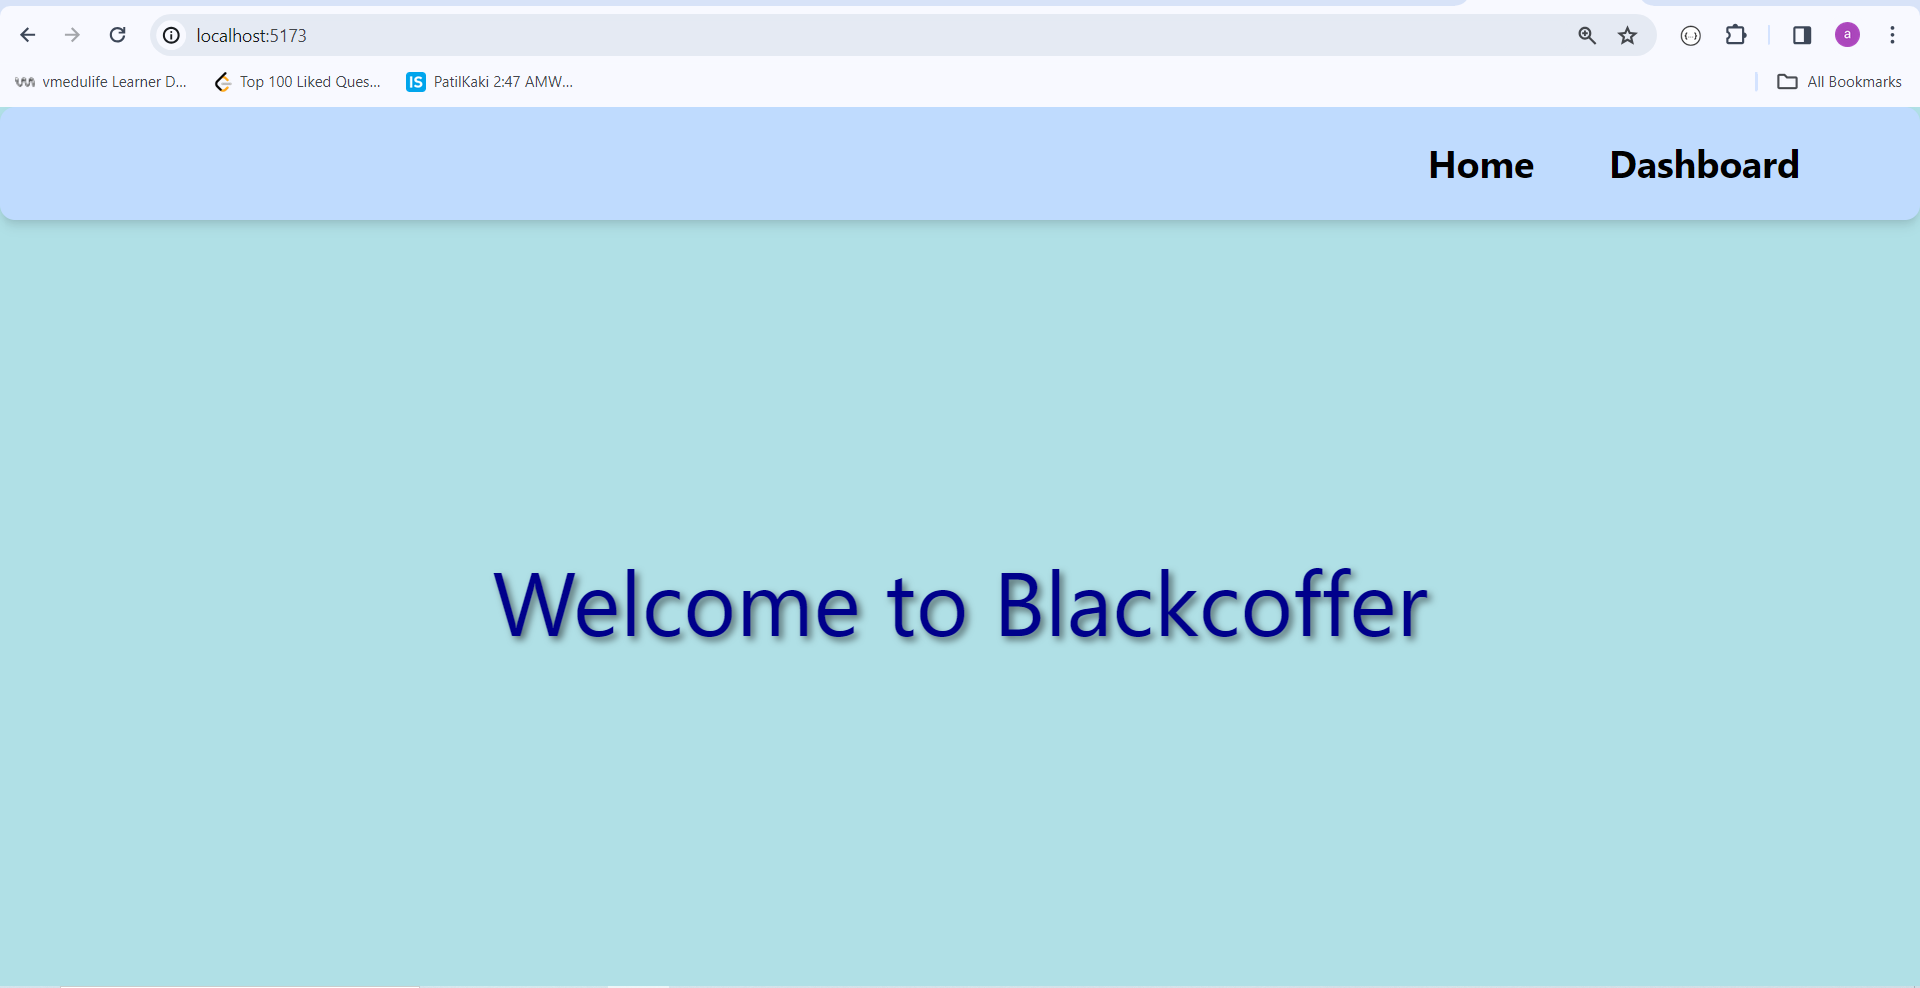 localhost:5173
a
vmedulife Learner D...
Top 100 Liked Ques...
IS PatilKaki 2:47 AMW...
All Bookmarks
Home Dashboard
Welcome to Blackcoffer